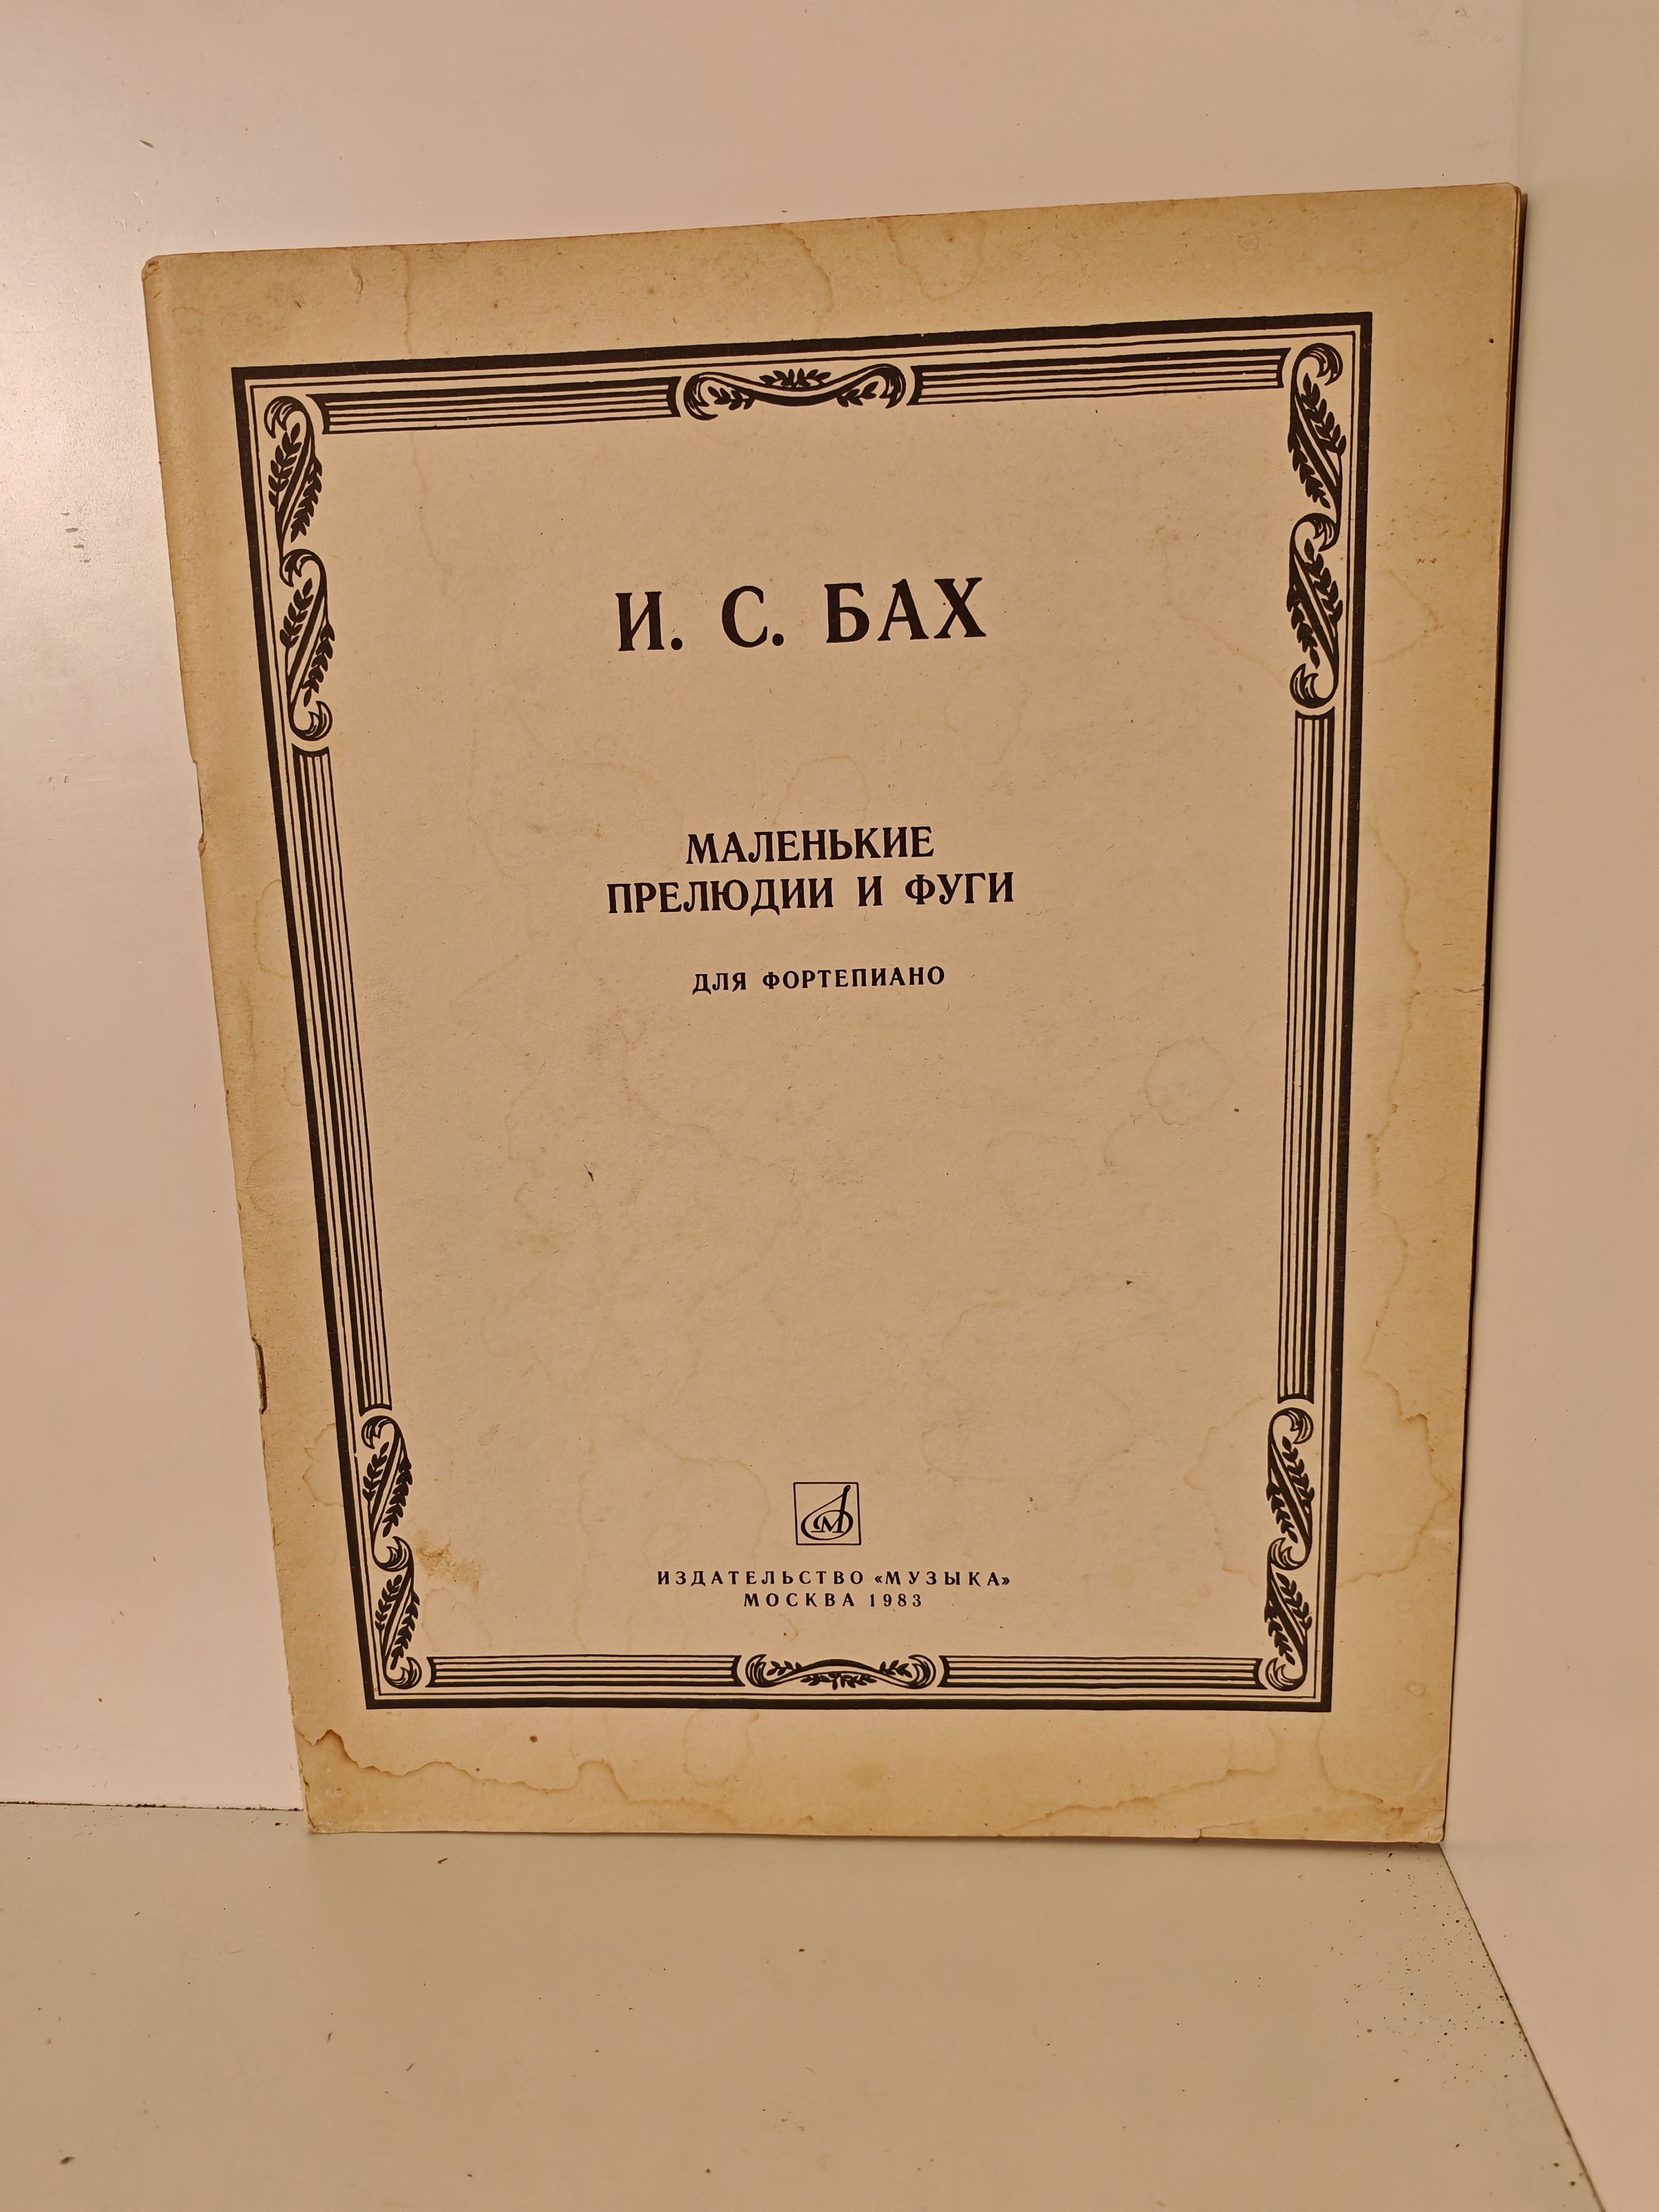 И. С. БАХ
МАЛЕНЬКИЕ
ПРЕЛЮДИИ И ФУГИ
ДЛЯ ФОРТЕПИАНО
М
ИЗДАТЕЛЬСТВО «МУЗЫКА»
МОСКВА 1983